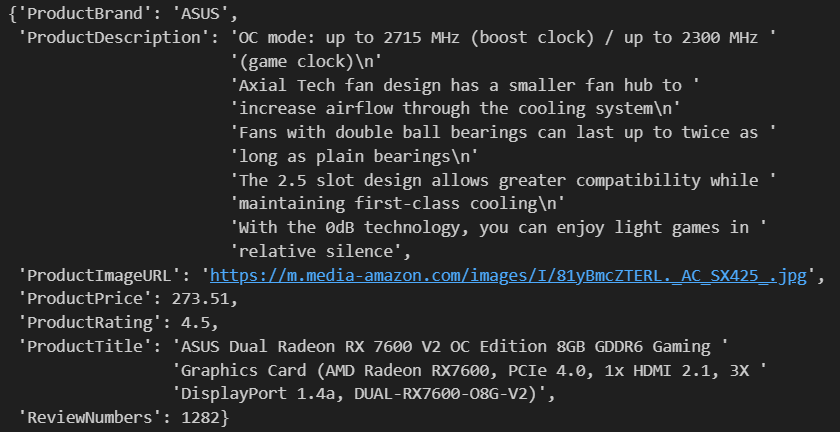 {'ProductBrand': 'ASUS',
'ProductDescription': 'OC mode: up to 2715 MHz (boost clock) / up to 2300 MHz '
'(game clock)\n'
'Axial Tech fan design has a smaller fan hub to '
'increase airflow through the cooling system\n'
'Fans with double ball bearings can last up to twice as '
'long as plain bearings\n'
'The 2.5 slot design allows greater compatibility while '
'maintaining first-class cooling\n'
'With the 0dB technology, you can enjoy light games in '
'relative silence',
'ProductImageURL': 'https://m.media-amazon.com/images/I/81yBmcZTERL._AC_SX425_.jpg',
'ProductPrice': 273.51,
'ProductRating': 4.5,
'ProductTitle': 'ASUS Dual Radeon RX 7600 V2 OC Edition 8GB GDDR6 Gaming '
'Graphics Card (AMD Radeon RX7600, PCIe 4.0, 1x HDMI 2.1, 3X '
'DisplayPort 1.4a, DUAL-RX7600-O8G-V2)',
'ReviewNumbers': 1282}